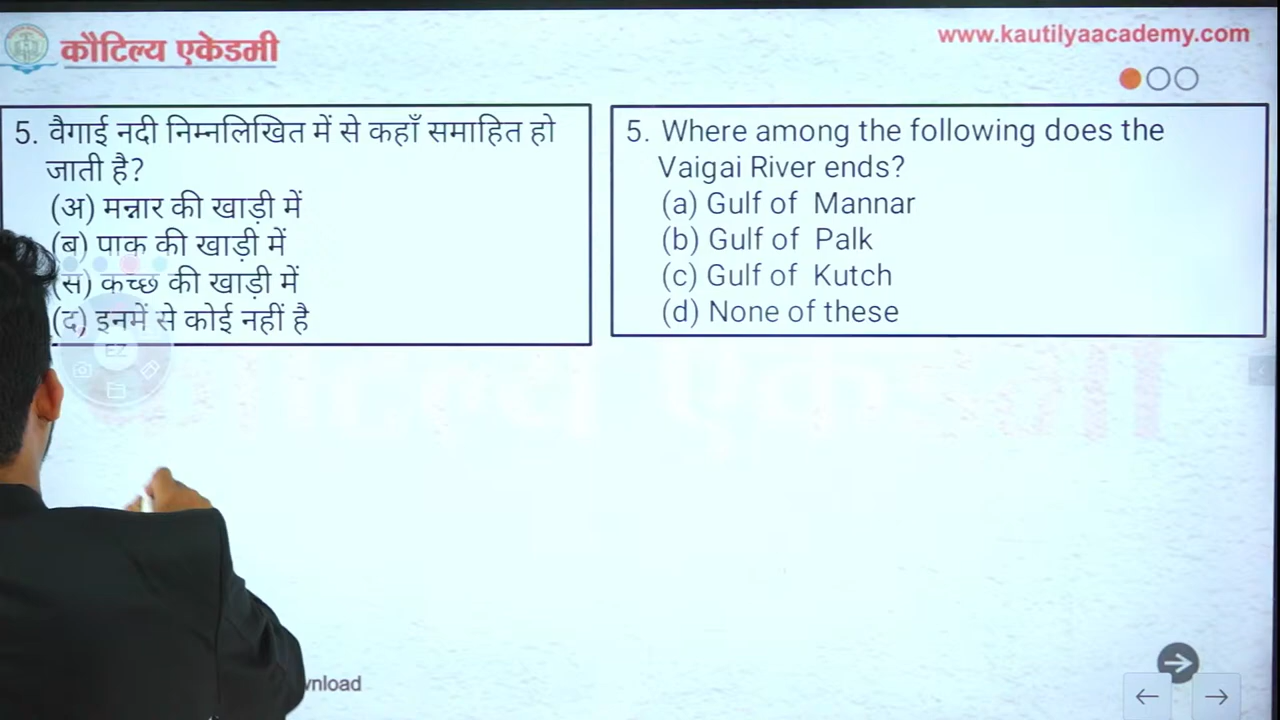 कौटिल्य एकेडमी
www.kautilyaacademy.com
5. वैगाई नदी निम्नलिखित में से कहाँ समाहित हो
जाती है?
(अ) मन्नार की खाड़ी में
(ब) पाक की खाड़ी में
(स) कच्छ की खाड़ी में
(द) इनमें से कोई नहीं है
5. Where among the following does the
Vaigai River ends?
(a) Gulf of Mannar
(b) Gulf of Palk
(c) Gulf of Kutch
(d) None of these
EZ